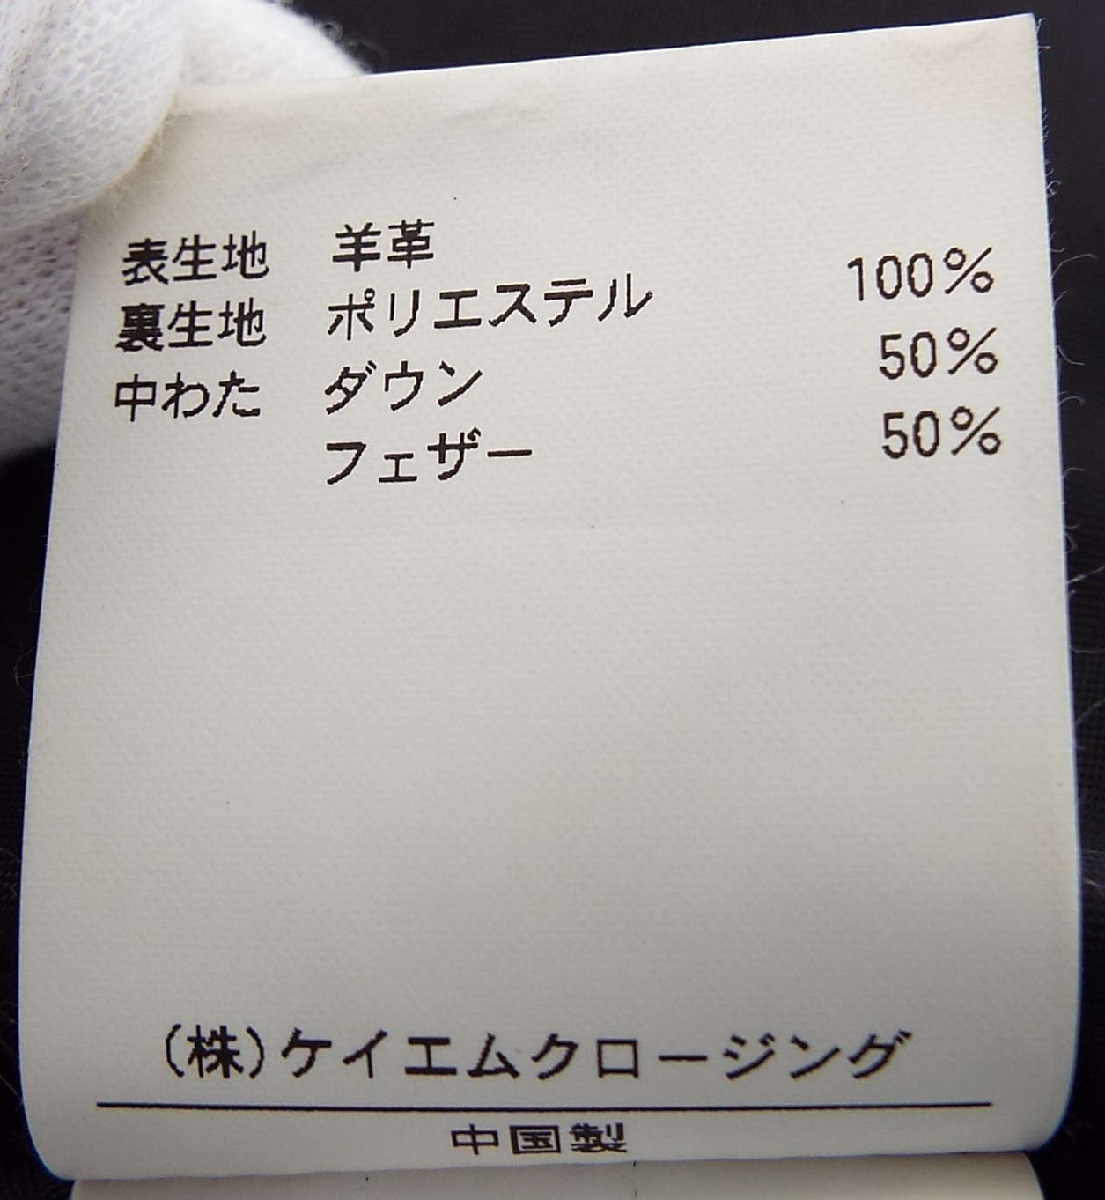 表生地 羊革
裏生地 ポリエステル 100%
中わた ダウン 50%
フェザー 50%
(株)ケイエムクロージング
中国製